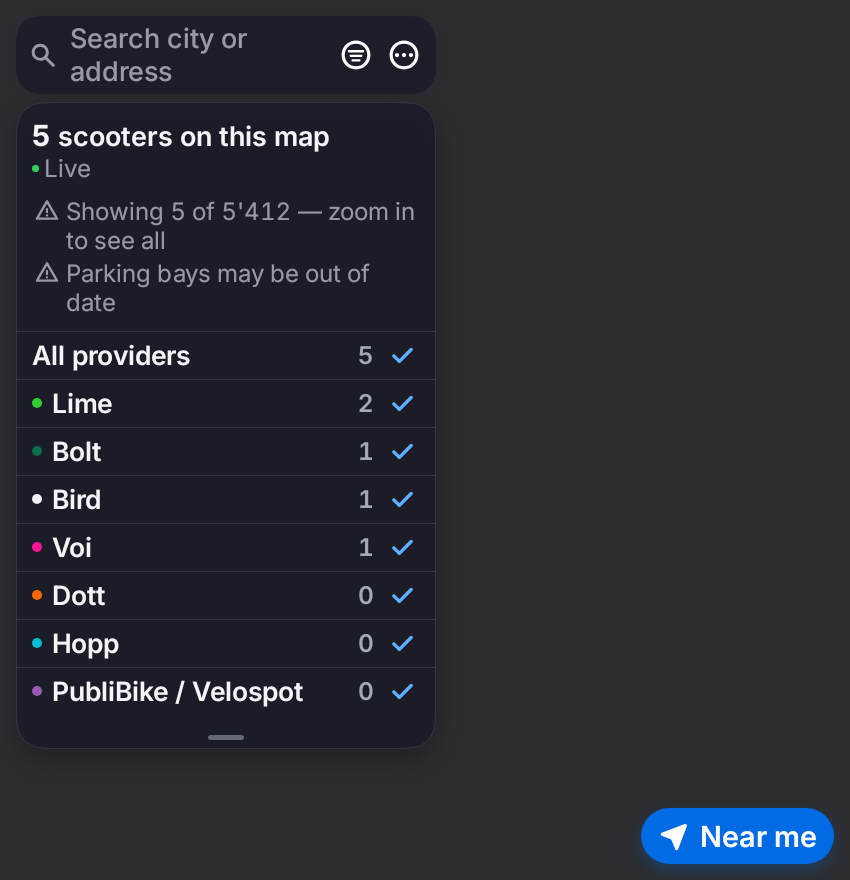 Search city or
address
5 scooters on this map
Live
Showing 5 of 5'412 — zoom in
to see all
Parking bays may be out of
date
All providers 5
Lime 2
Bolt 1
Bird 1
Voi 1
Dott 0
Hopp 0
PubliBike / Velospot 0
Near me